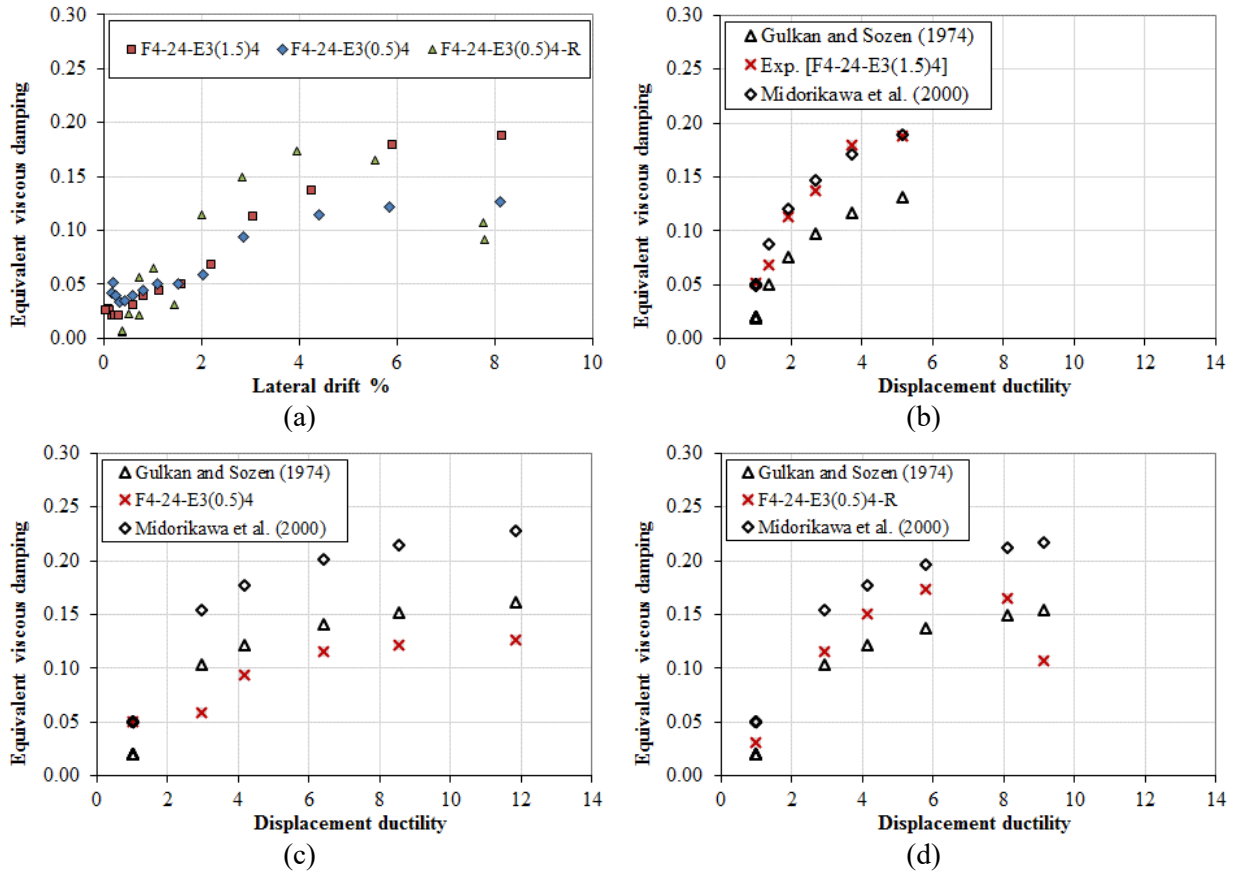 0.30
0.25
0.20
0.15
0.10
0.05
0.00
Equivalent viscous damping
F4-24-E3(1.5)4 F4-24-E3(0.5)4 F4-24-E3(0.5)4-R
0 2 4 6 8 10
Lateral drift %
(a)
0.30
0.25
0.20
0.15
0.10
0.05
0.00
Equivalent viscous damping
Gulkan and Sozen (1974)
Exp. [F4-24-E3(1.5)4]
Midorikawa et al. (2000)
0 2 4 6 8 10 12 14
Displacement ductility
(b)
0.30
0.25
0.20
0.15
0.10
0.05
0.00
Equivalent viscous damping
Gulkan and Sozen (1974)
F4-24-E3(0.5)4
Midorikawa et al. (2000)
0 2 4 6 8 10 12 14
Displacement ductility
(c)
0.30
0.25
0.20
0.15
0.10
0.05
0.00
Equivalent viscous damping
Gulkan and Sozen (1974)
F4-24-E3(0.5)4-R
Midorikawa et al. (2000)
0 2 4 6 8 10 12 14
Displacement ductility
(d)